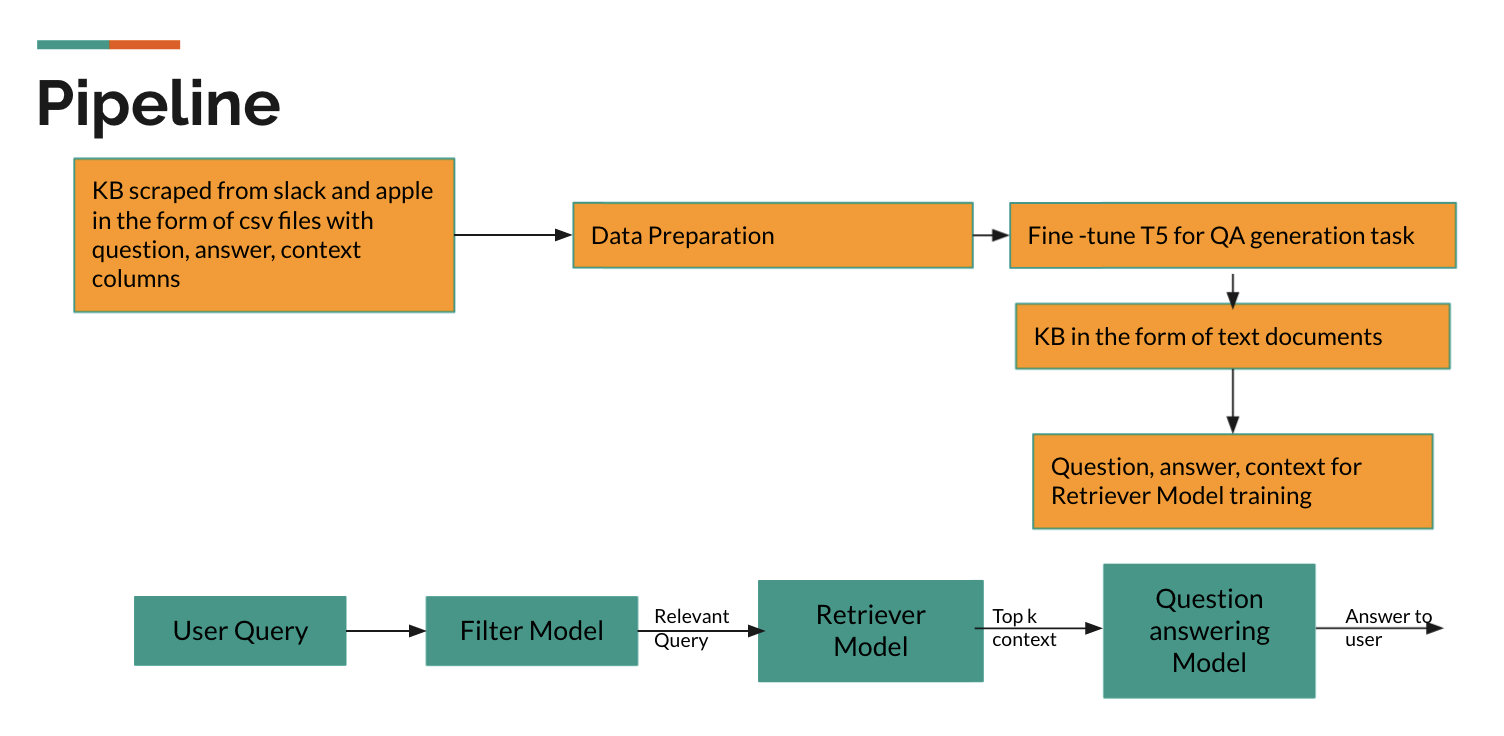 Pipeline
KB scraped from slack and apple
in the form of csv files with
question, answer, context
columns
Data Preparation
Fine -tune T5 for QA generation task
KB in the form of text documents
Question, answer, context for
Retriever Model training
User Query
Filter Model
Relevant
Query
Retriever
Model
Top k
context
Question
answering
Model
Answer to
user